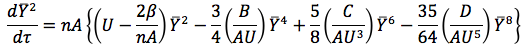 dȲ²/dτ = nA{(U − 2β/nA)Ȳ² − 3/4(B/AU)Ȳ⁴ + 5/8(C/AU³)Ȳ⁶ − 35/64(D/AU⁵)Ȳ⁸}